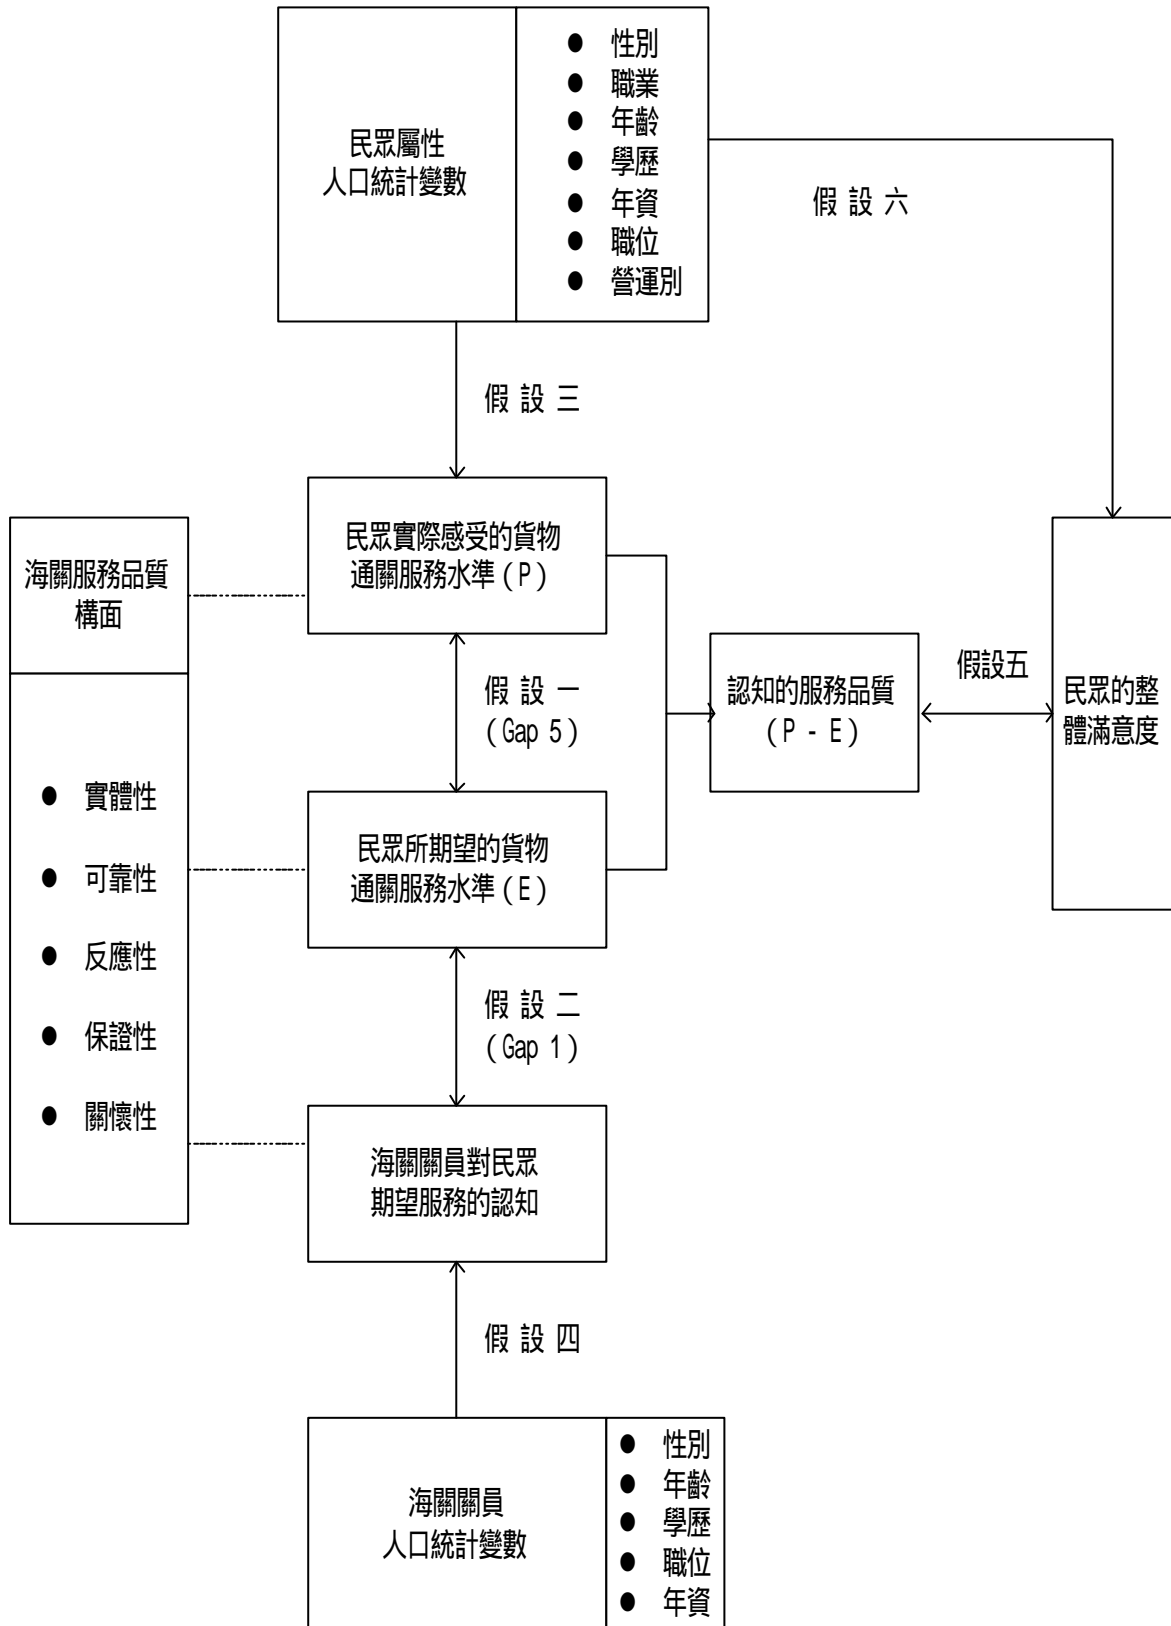 民眾屬性
人口統計變數
● 性別
● 職業
● 年齡
● 學歷
● 年資
● 職位
● 營運別
假 設 六
假 設 三
海關服務品質
構面
● 實體性
● 可靠性
● 反應性
● 保證性
● 關懷性
民眾實際感受的貨物
通關服務水準(P)
假 設 一
(Gap 5)
民眾所期望的貨物
通關服務水準(E)
假 設 二
(Gap 1)
海關關員對民眾
期望服務的認知
認知的服務品質
(P - E)
假設五
民眾的整
體滿意度
假 設 四
海關關員
人口統計變數
● 性別
● 年齡
● 學歷
● 職位
● 年資